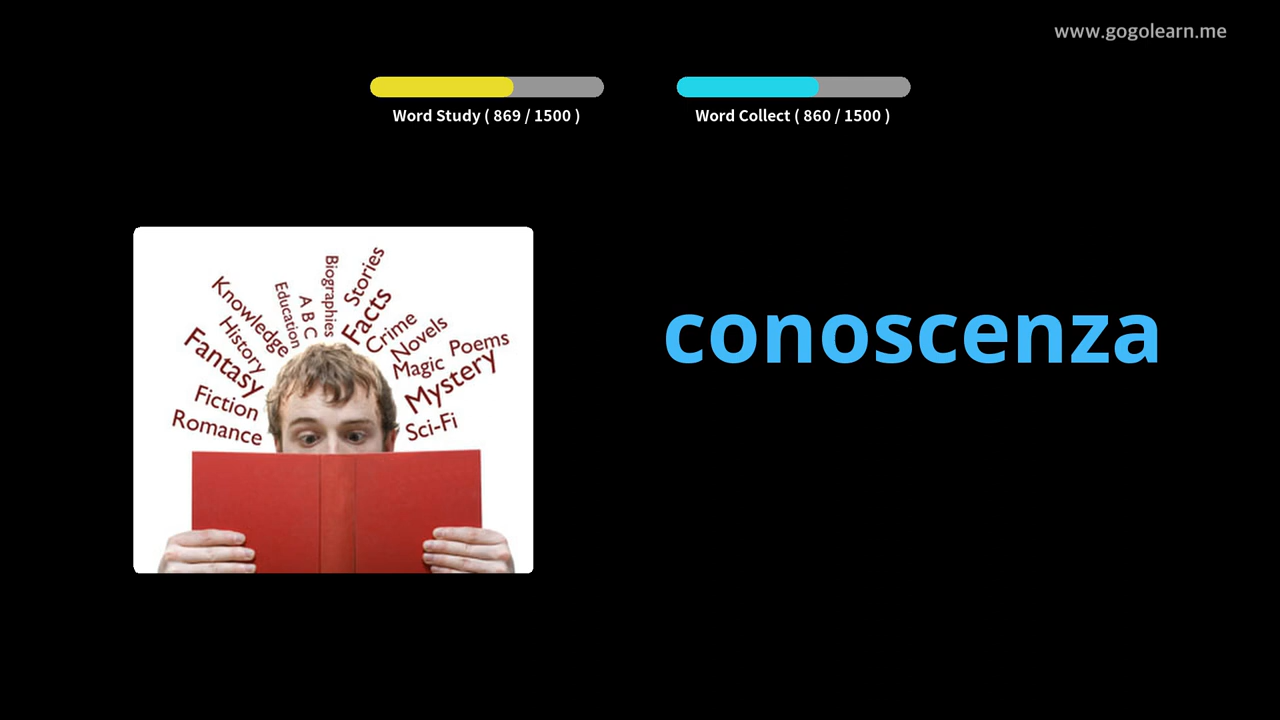 www.gogolearn.me
Word Study ( 869 / 1500 )
Word Collect ( 860 / 1500 )
Knowledge
Education
A B C
Biographies
Stories
Facts
Crime
Novels
Poems
Magic
Mystery
Sci-Fi
History
Fantasy
Fiction
Romance
conoscenza